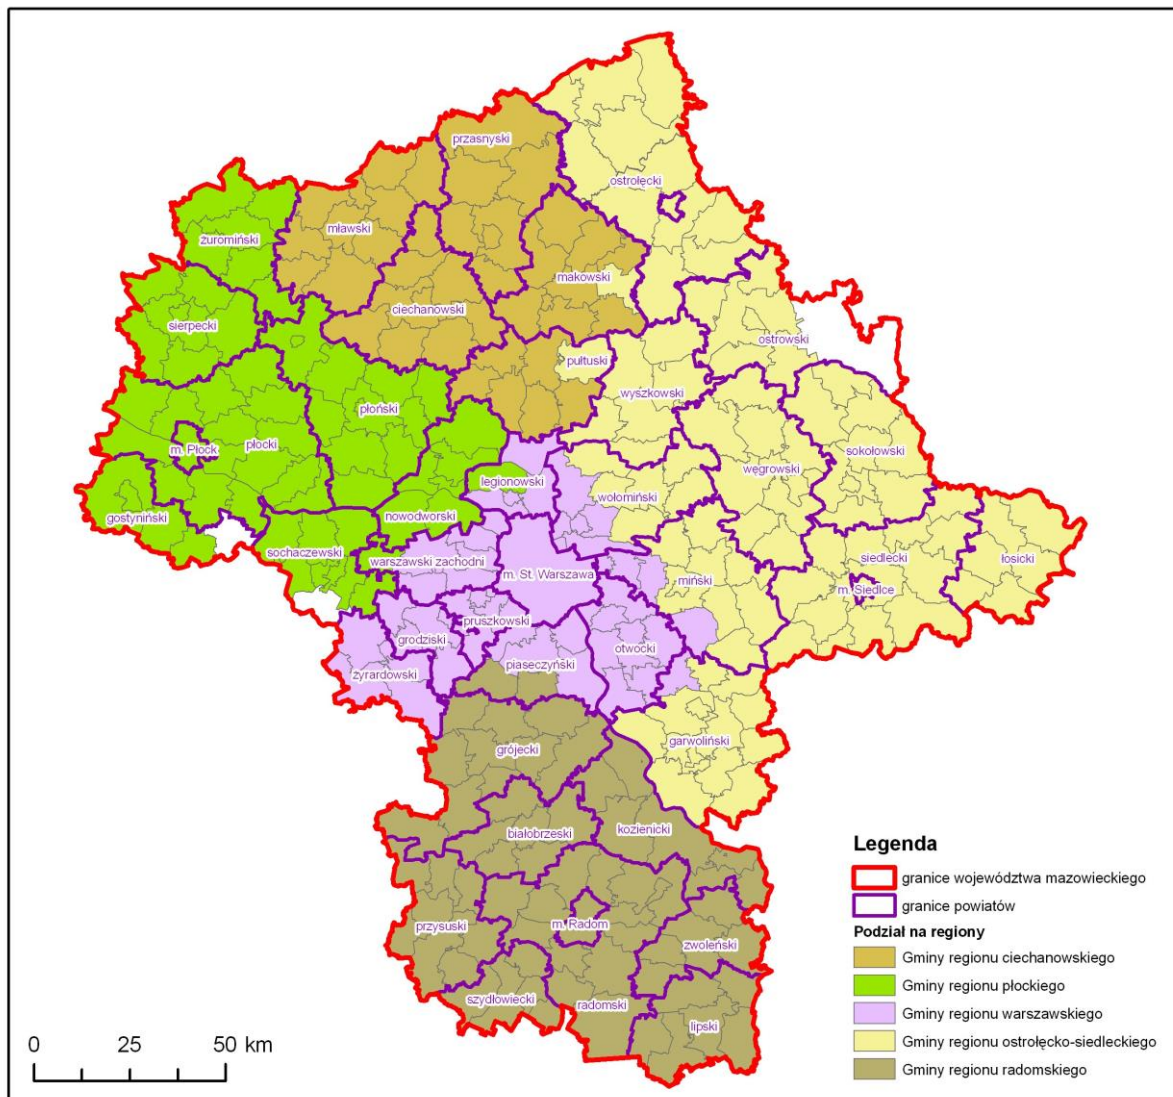 przasnyski
ostrołęcki
żuromiński
mławski
makowski
ciechanowski
sierpecki
ostrowski
pułtuski
wyszkowski
płoński
płocki
m. Płock
sokołowski
węgrowski
legionowski
wołomiński
gostyniński
nowodworski
sochaczewski
warszawski zachodni
siedlecki
łosicki
m. St. Warszawa
miński
m. Siedlce
pruszkowski
grodziski
otwocki
piaseczyński
żyrardowski
garwoliński
grójecki
białobrzeski
kozienicki
przysuski
m. Radom
zwoleński
szydłowiecki
radomski
lipski
0 25 50 km
Legenda
granice województwa mazowieckiego
granice powiatów
Podział na regiony
Gminy regionu ciechanowskiego
Gminy regionu płockiego
Gminy regionu warszawskiego
Gminy regionu ostrołęcko-siedleckiego
Gminy regionu radomskiego